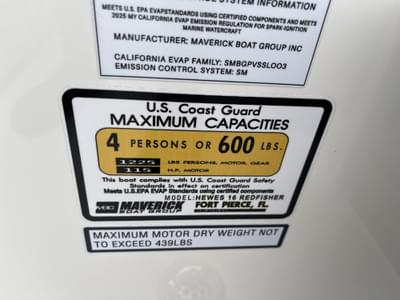 SYSTEM INFORMATION
MEETS U.S. EPA EVAPSTANDARDS USING CERTIFIED COMPONENTS AND MEETS
2025 MY CALIFORNIA EVAP EMISSION REGULATION FOR SPARK-IGNITION
MARINE WATERCRAFT
MANUFACTURER: MAVERICK BOAT GROUP INC
CALIFORNIA EVAP FAMILY: SMBGPVSSLOO3
EMISSION CONTROL SYSTEM: SM
U.S. Coast Guard
MAXIMUM CAPACITIES
4 PERSONS OR 600 LBS.
1225 LBS PERSONS, MOTOR, GEAR
115 H.P. MOTOR
This boat complies with U.S. Coast Guard Safety
Standards in effect on certification
Meets U.S.EPA EVAP Standards using certified components
MODEL: HEWES 16 REDFISHER
MBG MAVERICK BOAT GROUP FORT PIERCE, FL.
MAXIMUM MOTOR DRY WEIGHT NOT
TO EXCEED 439LBS